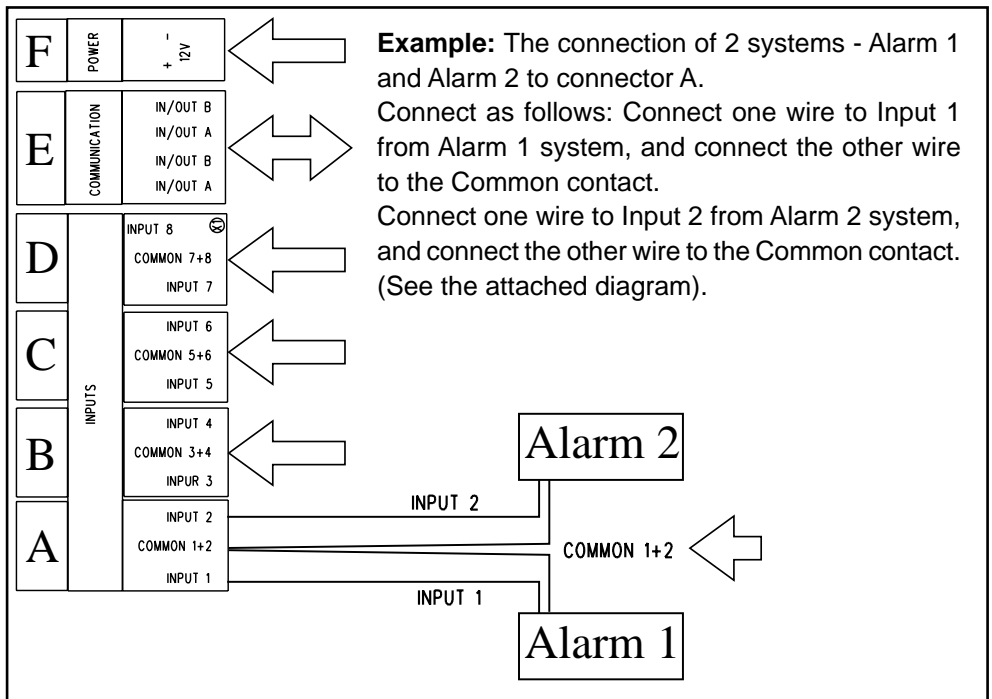 F
POWER
- + 12V
E
COMMUNICATION
IN/OUT B
IN/OUT A
IN/OUT B
IN/OUT A
D
INPUT 8
COMMON 7+8
INPUT 7
C
INPUT 6
COMMON 5+6
INPUT 5
INPUTS
B
INPUT 4
COMMON 3+4
INPUR 3
A
INPUT 2
COMMON 1+2
INPUT 1
Example: The connection of 2 systems - Alarm 1
and Alarm 2 to connector A.
Connect as follows: Connect one wire to Input 1
from Alarm 1 system, and connect the other wire
to the Common contact.
Connect one wire to Input 2 from Alarm 2 system,
and connect the other wire to the Common contact.
(See the attached diagram).
Alarm 2
INPUT 2
COMMON 1+2
INPUT 1
Alarm 1